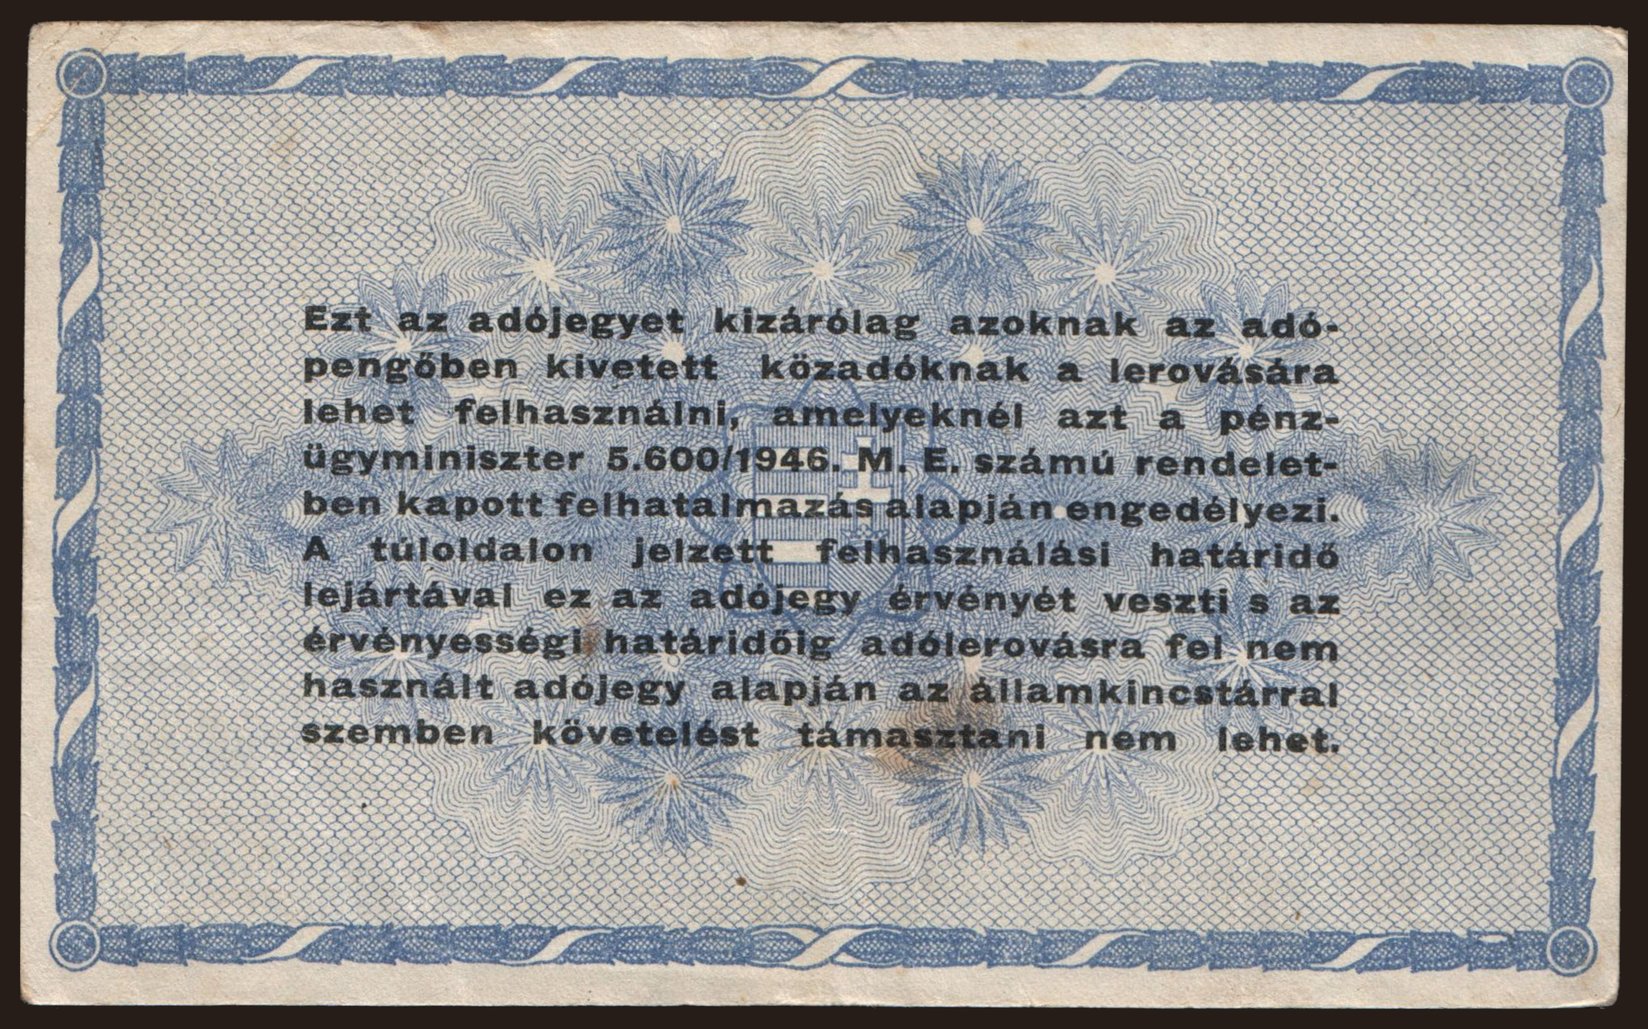 Ezt az adójegyet kizárólag azoknak az adó-
pengőben kivetett közadóknak a lerovására
lehet felhasználni, amelyeknél azt a pénz-
ügyminiszter 5.600/1946. M. E. számú rendelet-
ben kapott felhatalmazás alapján engedélyezi.
A túloldalon jelzett felhasználási határidő
lejártával ez az adójegy érvényét veszti s az
érvényességi határidőig adólerovásra fel nem
használt adójegy alapján az államkincstárral
szemben követelést támasztani nem lehet.